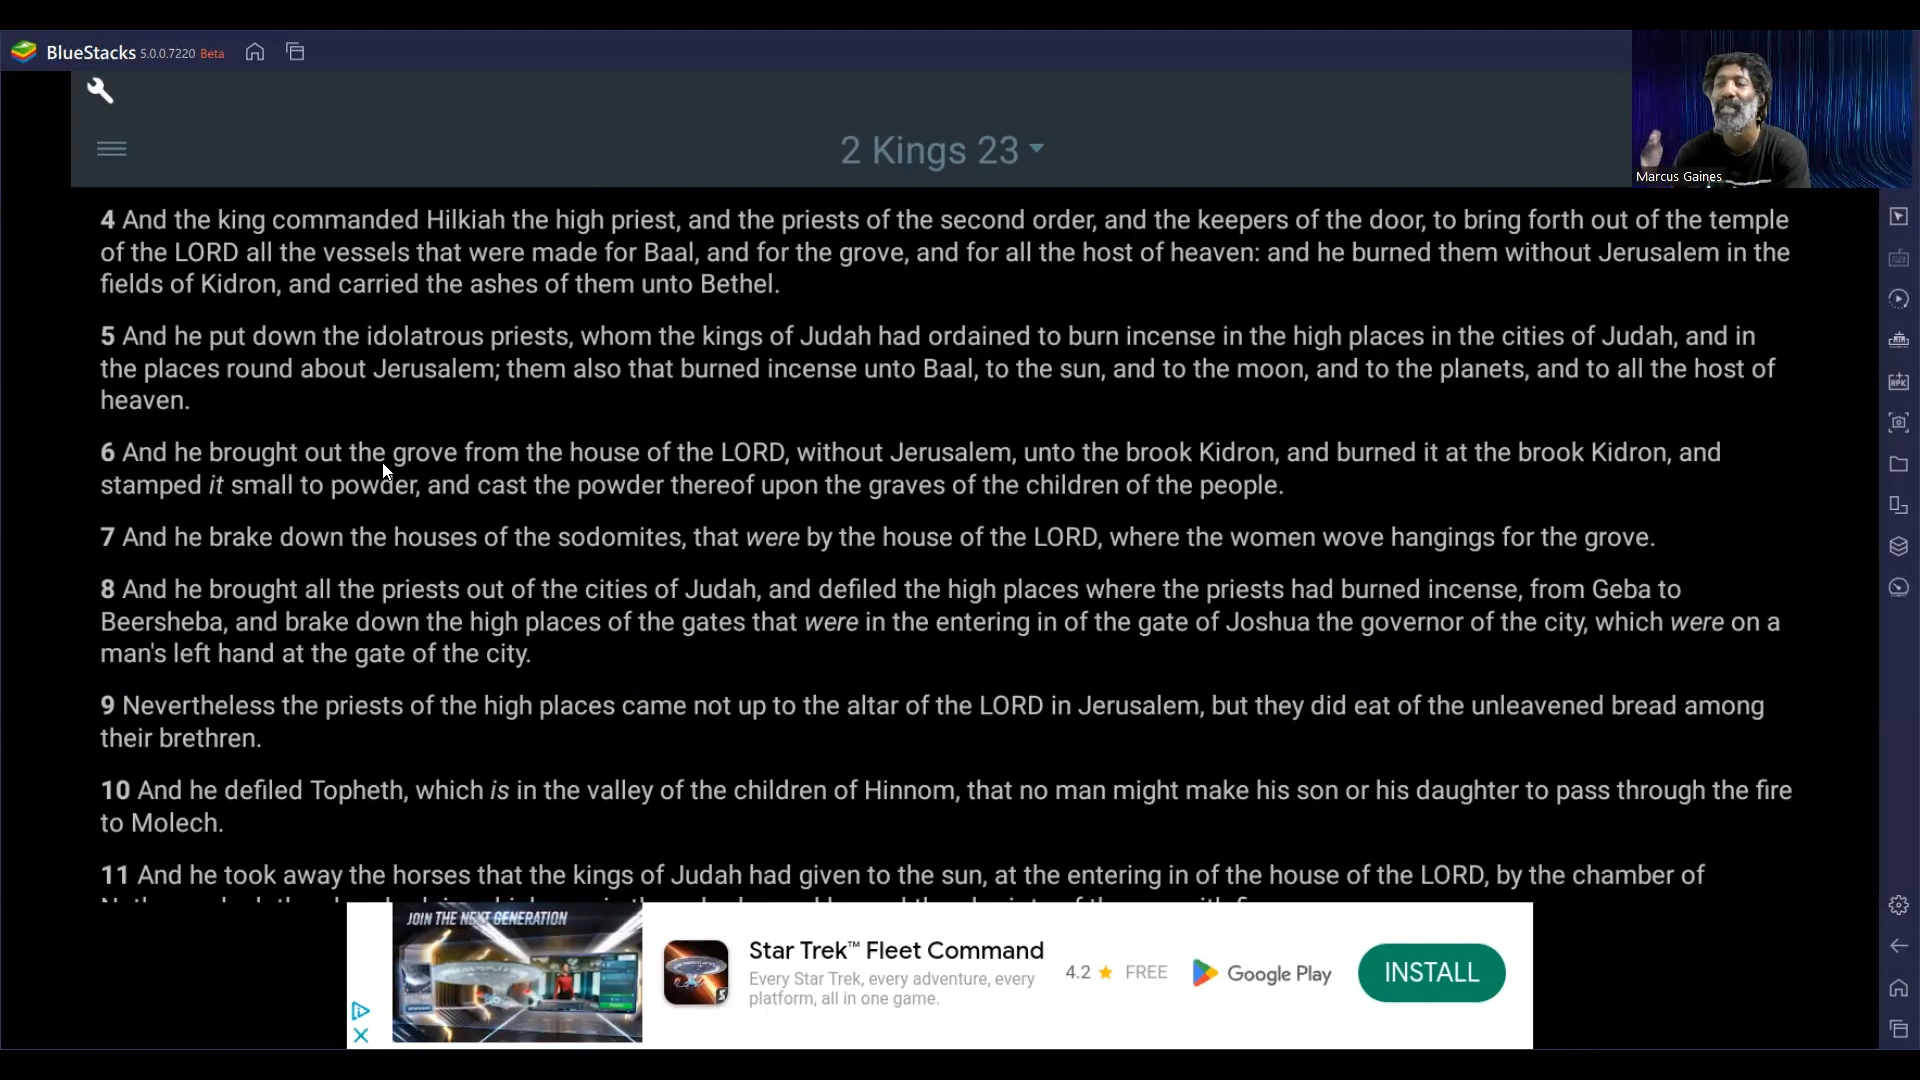 BlueStacks 5.0.0.7220 Beta
Marcus Gaines
2 Kings 23
4 And the king commanded Hilkiah the high priest, and the priests of the second order, and the keepers of the door, to bring forth out of the temple
of the LORD all the vessels that were made for Baal, and for the grove, and for all the host of heaven: and he burned them without Jerusalem in the
fields of Kidron, and carried the ashes of them unto Bethel.
5 And he put down the idolatrous priests, whom the kings of Judah had ordained to burn incense in the high places in the cities of Judah, and in
the places round about Jerusalem; them also that burned incense unto Baal, to the sun, and to the moon, and to the planets, and to all the host of
heaven.
6 And he brought out the grove from the house of the LORD, without Jerusalem, unto the brook Kidron, and burned it at the brook Kidron, and
stamped it small to powder, and cast the powder thereof upon the graves of the children of the people.
7 And he brake down the houses of the sodomites, that were by the house of the LORD, where the women wove hangings for the grove.
8 And he brought all the priests out of the cities of Judah, and defiled the high places where the priests had burned incense, from Geba to
Beersheba, and brake down the high places of the gates that were in the entering in of the gate of Joshua the governor of the city, which were on a
man's left hand at the gate of the city.
9 Nevertheless the priests of the high places came not up to the altar of the LORD in Jerusalem, but they did eat of the unleavened bread among
their brethren.
10 And he defiled Topheth, which is in the valley of the children of Hinnom, that no man might make his son or his daughter to pass through the fire
to Molech.
11 And he took away the horses that the kings of Judah had given to the sun, at the entering in of the house of the LORD, by the chamber of
JOIN THE NEXT GENERATION
Star Trek™ Fleet Command
Every Star Trek, every adventure, every
platform, all in one game.
4.2 ★ FREE
Google Play
INSTALL